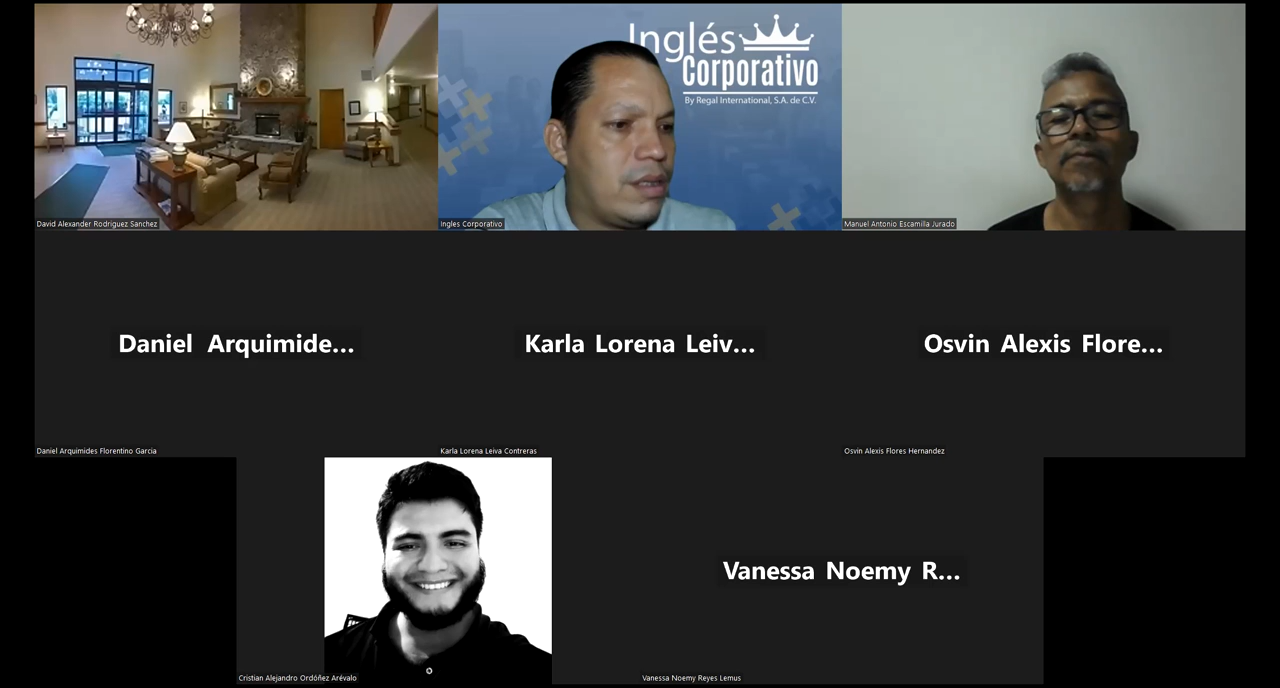 Inglés
Corporativo
By Regal International, S.A. de C.V.
David Alexander Rodriguez Sanchez
Ingles Corporativo
Manuel Antonio Escamilla Jurado
Daniel Arquimide...
Karla Lorena Leiv...
Osvin Alexis Flore...
Daniel Arquimides Florentino Garcia
Karla Lorena Leiva Contreras
Osvin Alexis Flores Hernandez
Vanessa Noemy R...
Cristian Alejandro Ordóñez Arévalo
Vanessa Noemy Reyes Lemus